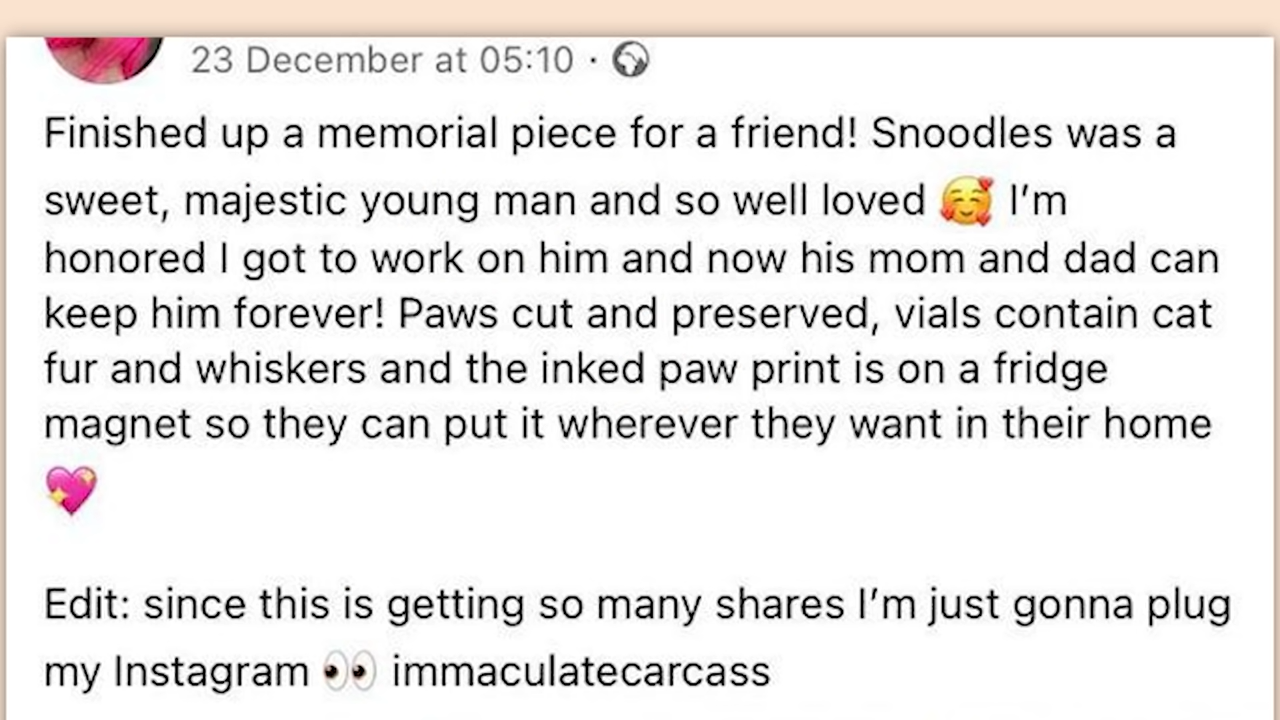 23 December at 05:10 ·
Finished up a memorial piece for a friend! Snoodles was a
sweet, majestic young man and so well loved 🥰 I’m
honored I got to work on him and now his mom and dad can
keep him forever! Paws cut and preserved, vials contain cat
fur and whiskers and the inked paw print is on a fridge
magnet so they can put it wherever they want in their home
💖
Edit: since this is getting so many shares I’m just gonna plug
my Instagram 👀 immaculatecarcass